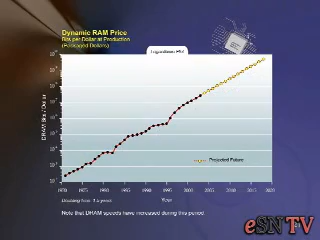 Dynamic RAM Price
Bits per Dollar at Production
(Packaged Dollars)
Logarithmic Plot
DRAM Bits / Dollar
1970 1975 1980 1985 1990 1995 2000 2005 2010 2015 2020
Projected Future
Doubling time: 1.5 years
Year
Note that DRAM speeds have increased during this period.
eSN TV